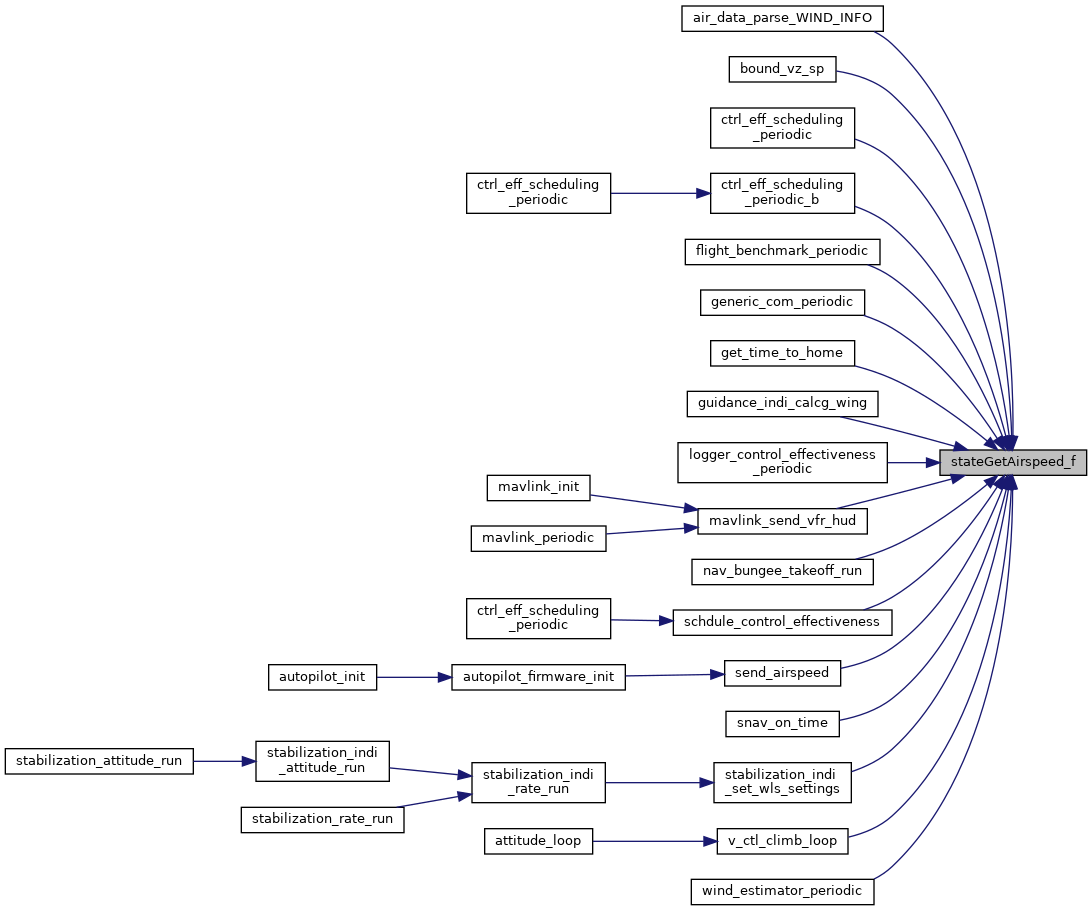 air_data_parse_WIND_INFO
bound_vz_sp
ctrl_eff_scheduling
_periodic
ctrl_eff_scheduling
_periodic
ctrl_eff_scheduling
_periodic_b
flight_benchmark_periodic
generic_com_periodic
get_time_to_home
guidance_indi_calcg_wing
logger_control_effectiveness
_periodic
stateGetAirspeed_f
mavlink_init
mavlink_send_vfr_hud
mavlink_periodic
nav_bungee_takeoff_run
ctrl_eff_scheduling
_periodic
schdule_control_effectiveness
autopilot_init
autopilot_firmware_init
send_airspeed
snav_on_time
stabilization_attitude_run
stabilization_indi
_attitude_run
stabilization_indi
_rate_run
stabilization_indi
_set_wls_settings
stabilization_rate_run
attitude_loop
v_ctl_climb_loop
wind_estimator_periodic